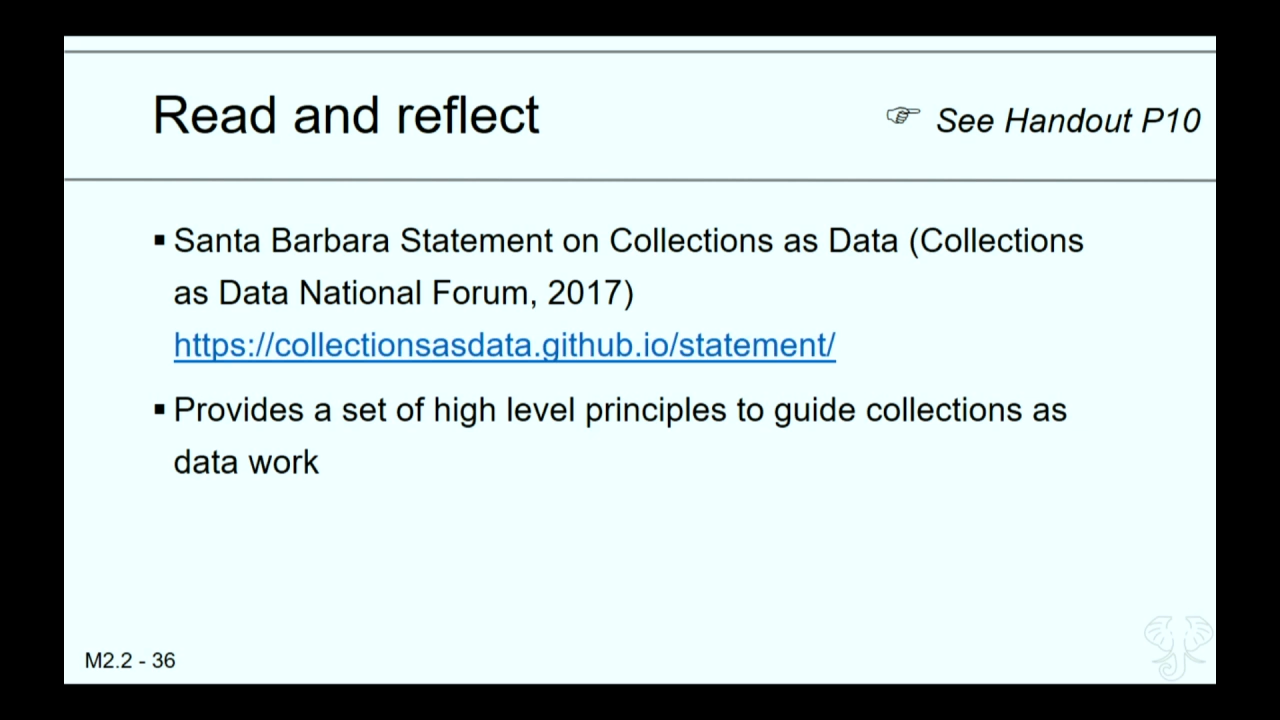 Read and reflect
☞ See Handout P10
▪ Santa Barbara Statement on Collections as Data (Collections
as Data National Forum, 2017)
https://collectionsasdata.github.io/statement/
▪ Provides a set of high level principles to guide collections as
data work
M2.2 - 36